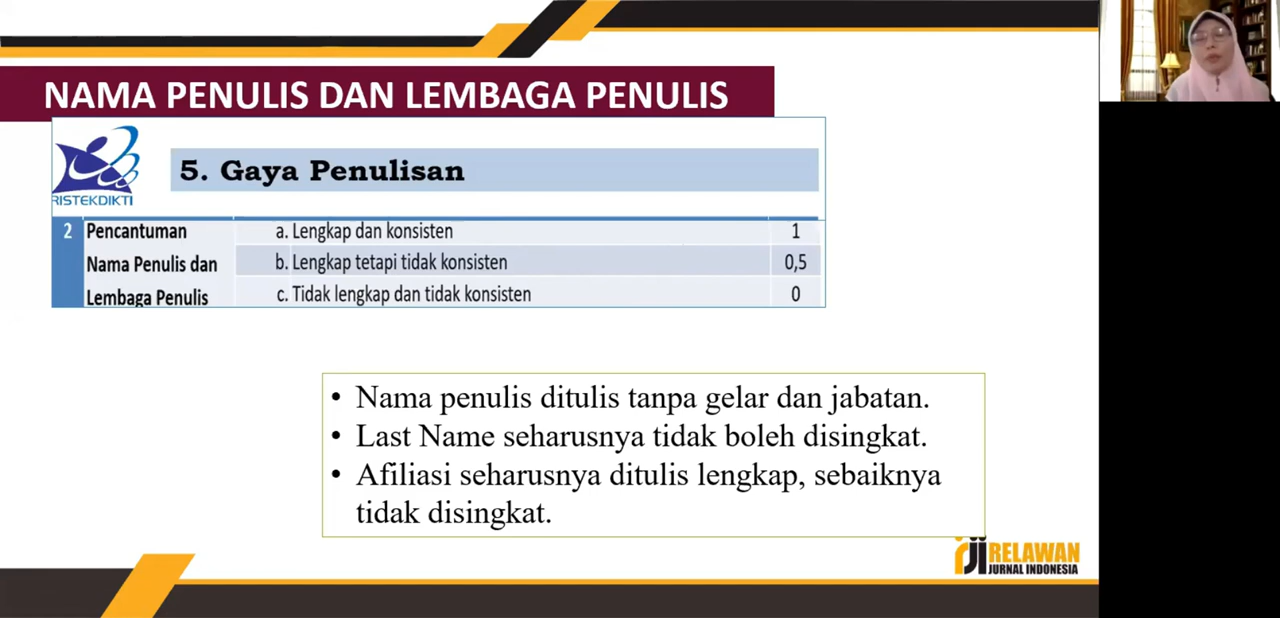 NAMA PENULIS DAN LEMBAGA PENULIS
RISTEKDIKTI
5. Gaya Penulisan
2 Pencantuman a. Lengkap dan konsisten 1
Nama Penulis dan b. Lengkap tetapi tidak konsisten 0,5
Lembaga Penulis c. Tidak lengkap dan tidak konsisten 0
• Nama penulis ditulis tanpa gelar dan jabatan.
• Last Name seharusnya tidak boleh disingkat.
• Afiliasi seharusnya ditulis lengkap, sebaiknya
tidak disingkat.
rji RELAWAN
JURNAL INDONESIA